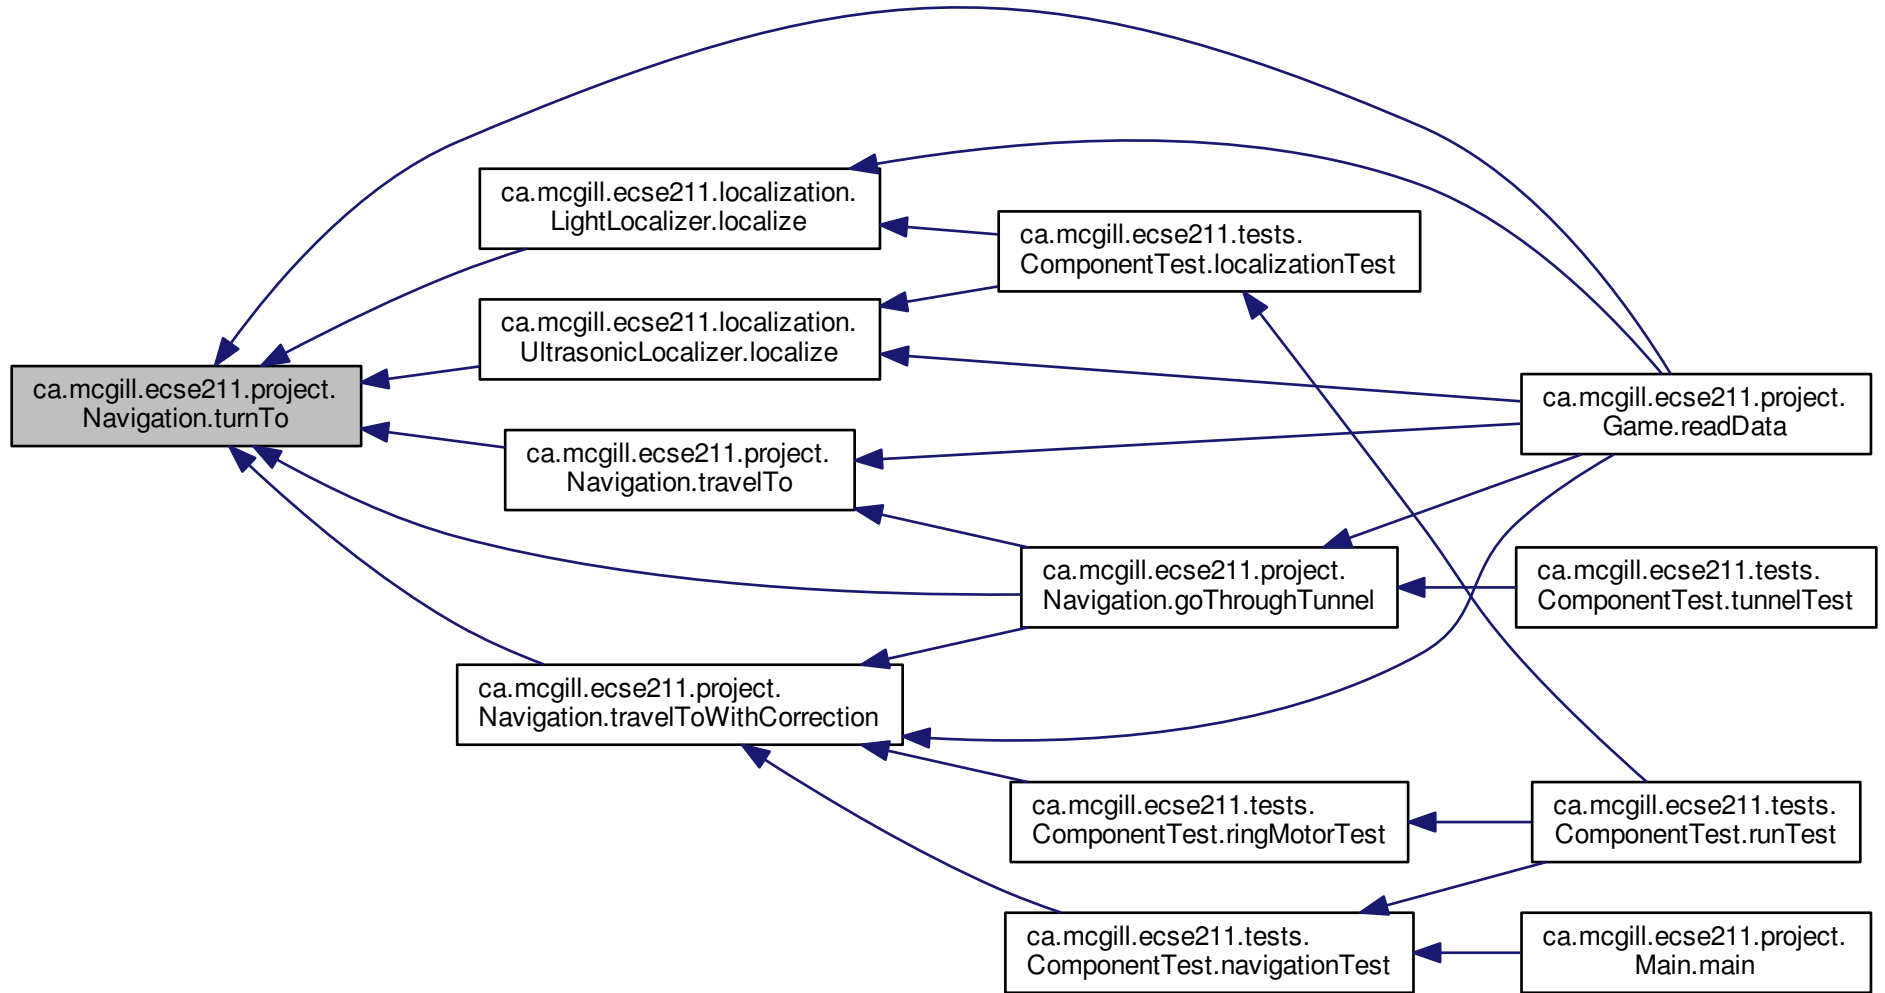 ca.mcgill.ecse211.project.
Navigation.turnTo
ca.mcgill.ecse211.localization.
LightLocalizer.localize
ca.mcgill.ecse211.localization.
UltrasonicLocalizer.localize
ca.mcgill.ecse211.project.
Navigation.travelTo
ca.mcgill.ecse211.project.
Navigation.travelToWithCorrection
ca.mcgill.ecse211.tests.
ComponentTest.localizationTest
ca.mcgill.ecse211.project.
Navigation.goThroughTunnel
ca.mcgill.ecse211.tests.
ComponentTest.ringMotorTest
ca.mcgill.ecse211.tests.
ComponentTest.navigationTest
ca.mcgill.ecse211.project.
Game.readData
ca.mcgill.ecse211.tests.
ComponentTest.tunnelTest
ca.mcgill.ecse211.tests.
ComponentTest.runTest
ca.mcgill.ecse211.project.
Main.main